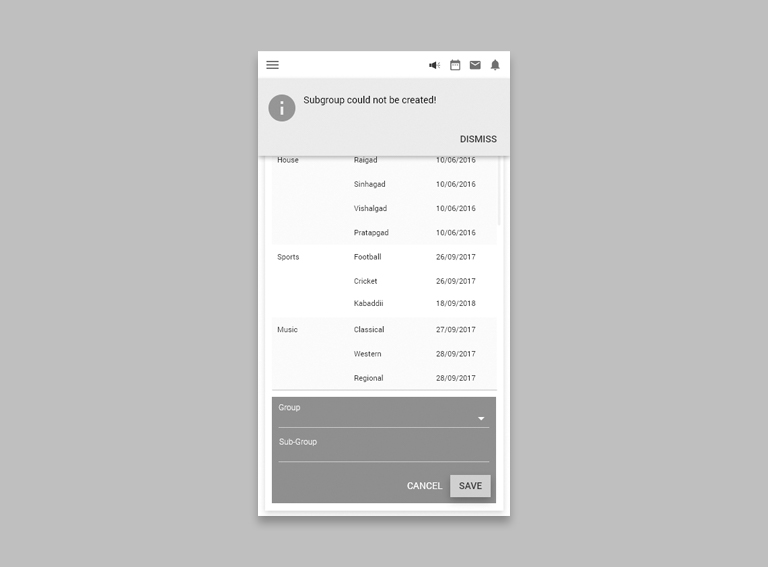 Subgroup could not be created!
DISMISS
House Raigad 10/06/2016
Sinhagad 10/06/2016
Vishalgad 10/06/2016
Pratapgad 10/06/2016
Sports Football 26/09/2017
Cricket 26/09/2017
Kabaddii 18/09/2018
Music Classical 27/09/2017
Western 28/09/2017
Regional 28/09/2017
Group
Sub-Group
CANCEL SAVE